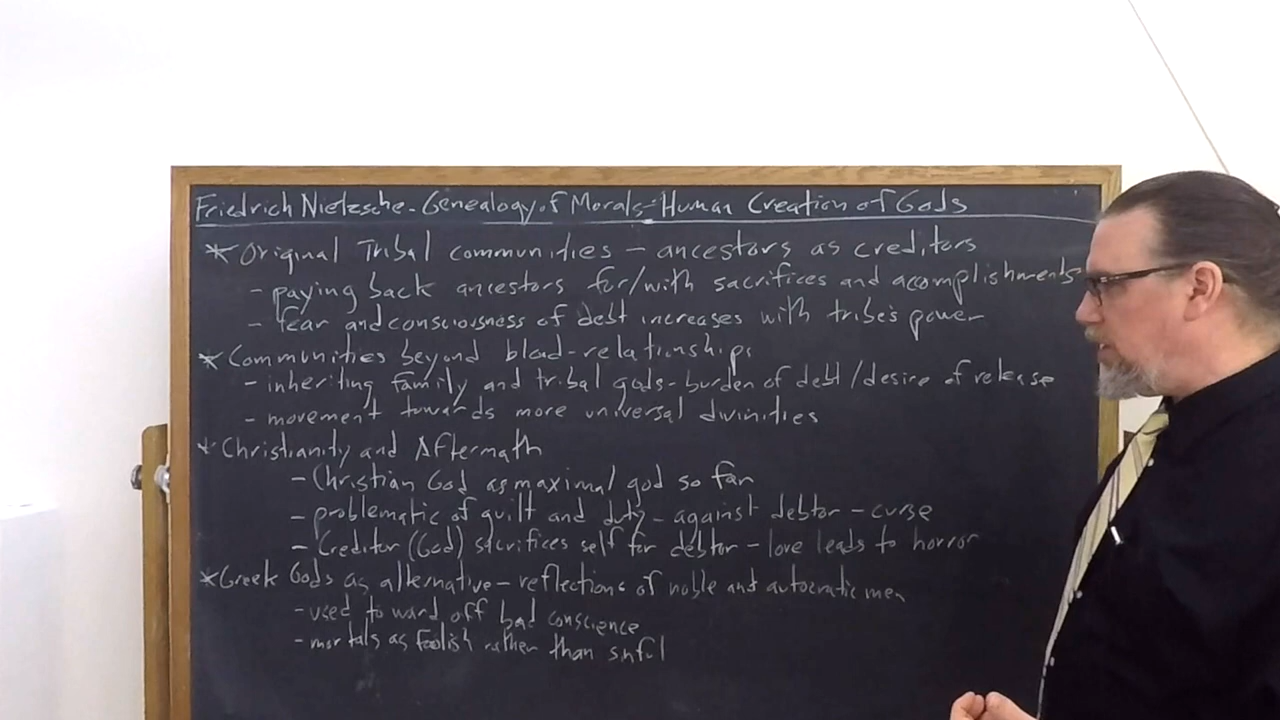 Friedrich Nietzsche - Genealogy of Morals - Human Creation of Gods
* Original Tribal communities - ancestors as creditors
- paying back ancestors for/with sacrifices and accomplishments
- fear and consciousness of debt increases with tribe's power
* Communities beyond blood-relationships
- inheriting family and tribal gods - burden of debt/desire of release
- movement towards more universal divinities
* Christianity and Aftermath
- Christian God as maximal god so far
- problematic of guilt and duty - against debtor - curse
- Creditor (God) sacrifices self for debtor - love leads to horror
* Greek Gods as alternative - reflections of noble and autocratic men
- used to ward off bad conscience
- mortals as foolish rather than sinful